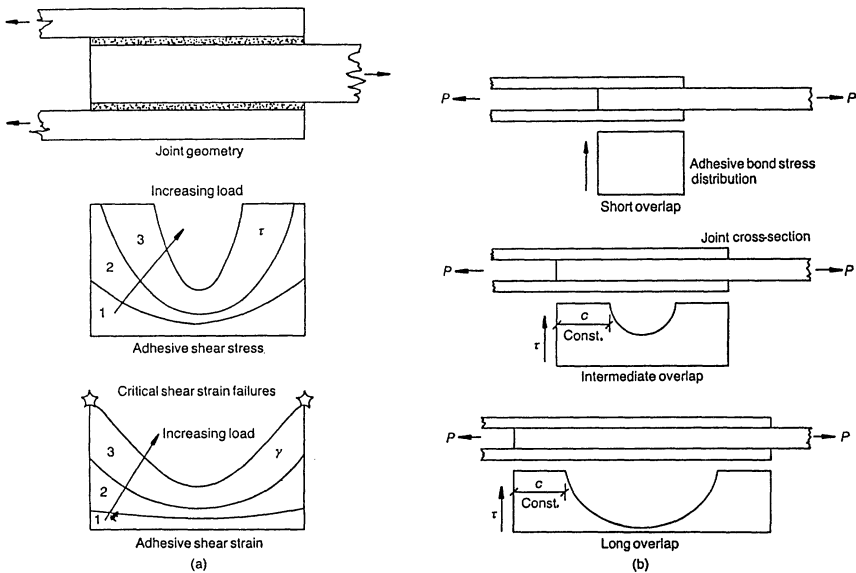 Joint geometry
Increasing load
3
τ
2
1
Adhesive shear stress
Critical shear strain failures
Increasing load
3
γ
2
1
Adhesive shear strain
(a)
P
P
Adhesive bond stress
distribution
Short overlap
Joint cross-section
P
P
c
Const.
τ
Intermediate overlap
P
P
c
Const.
τ
Long overlap
(b)